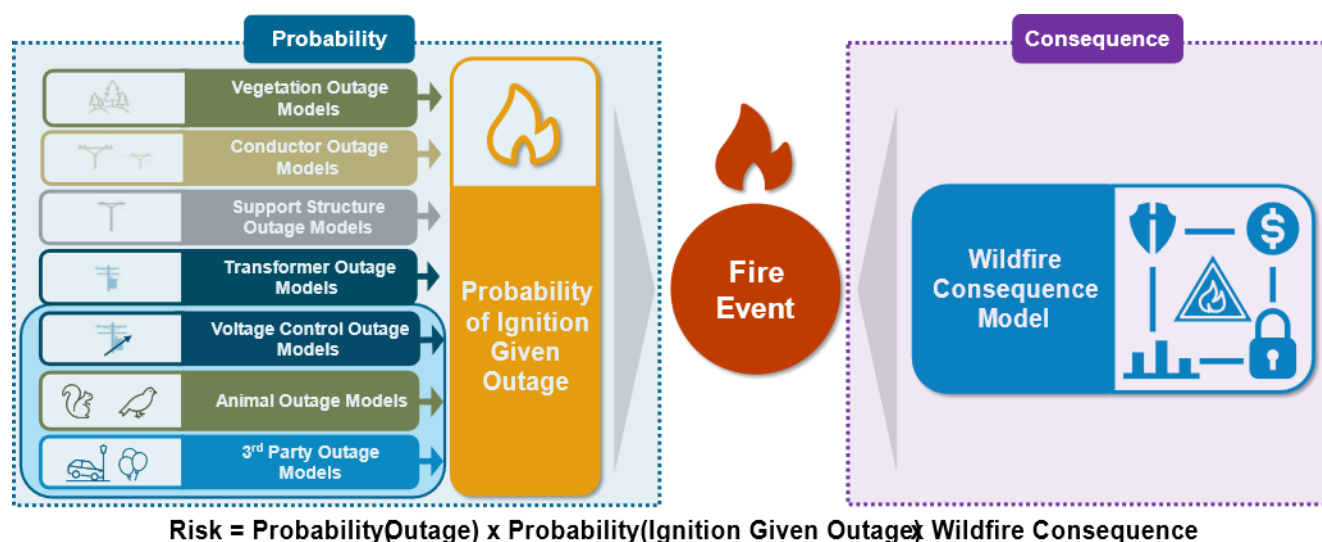 Probability
Consequence
Vegetation Outage
Models
Conductor Outage
Models
Support Structure
Outage Models
Transformer Outage
Models
Voltage Control Outage
Models
Animal Outage Models
3rd Party Outage
Models
Probability
of Ignition
Given
Outage
Fire
Event
Wildfire
Consequence
Model
$
Risk = Probability(Outage) x Probability(Ignition Given Outage) x Wildfire Consequence